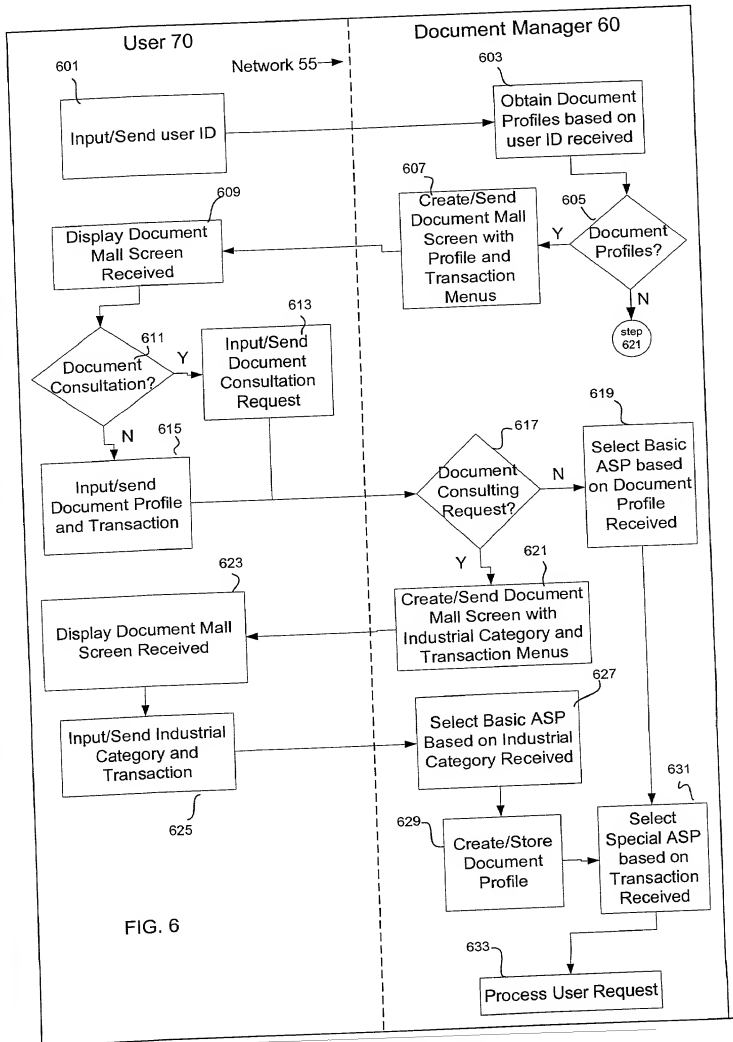 User 70
Document Manager 60
Network 55
601
Input/Send user ID
603
Obtain Document
Profiles based on
user ID received
605
Document
Profiles?
Y
N
step
621
607
Create/Send
Document Mall
Screen with
Profile and
Transaction
Menus
609
Display Document
Mall Screen
Received
611
Document
Consultation?
Y
N
613
Input/Send
Document
Consultation
Request
615
Input/send
Document Profile
and Transaction
617
Document
Consulting
Request?
N
Y
619
Select Basic
ASP based
on Document
Profile
Received
621
Create/Send Document
Mall Screen with
Industrial Category and
Transaction Menus
623
Display Document Mall
Screen Received
Input/Send Industrial
Category and
Transaction
625
627
Select Basic ASP
Based on Industrial
Category Received
629
Create/Store
Document
Profile
631
Select
Special ASP
based on
Transaction
Received
633
Process User Request
FIG. 6